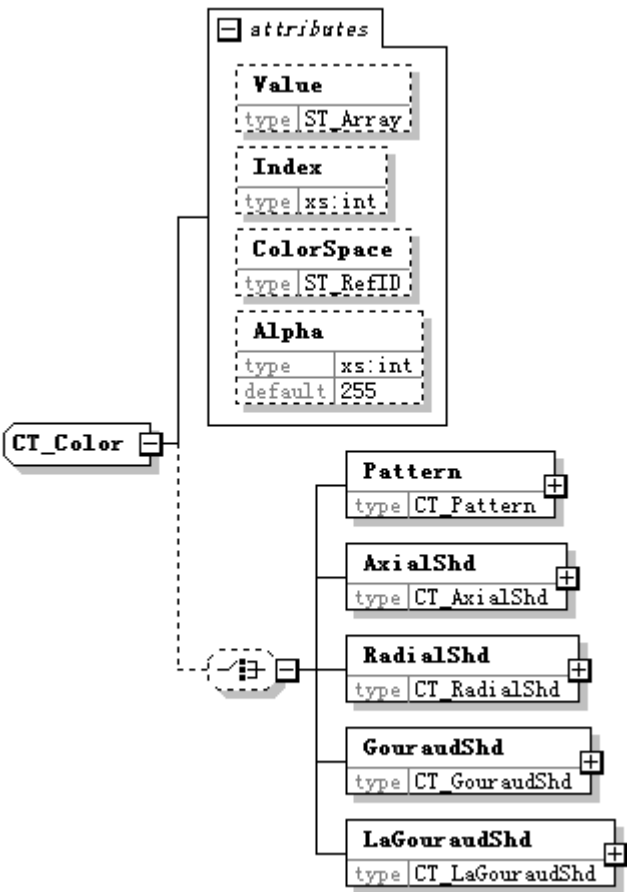 attributes
Value
type ST_Array
Index
type xs:int
ColorSpace
type ST_RefID
Alpha
type xs:int
default 255
CT_Color
Pattern
type CT_Pattern
AxialShd
type CT_AxialShd
RadialShd
type CT_RadialShd
GouraudShd
type CT_GouraudShd
LaGouraudShd
type CT_LaGouraudShd